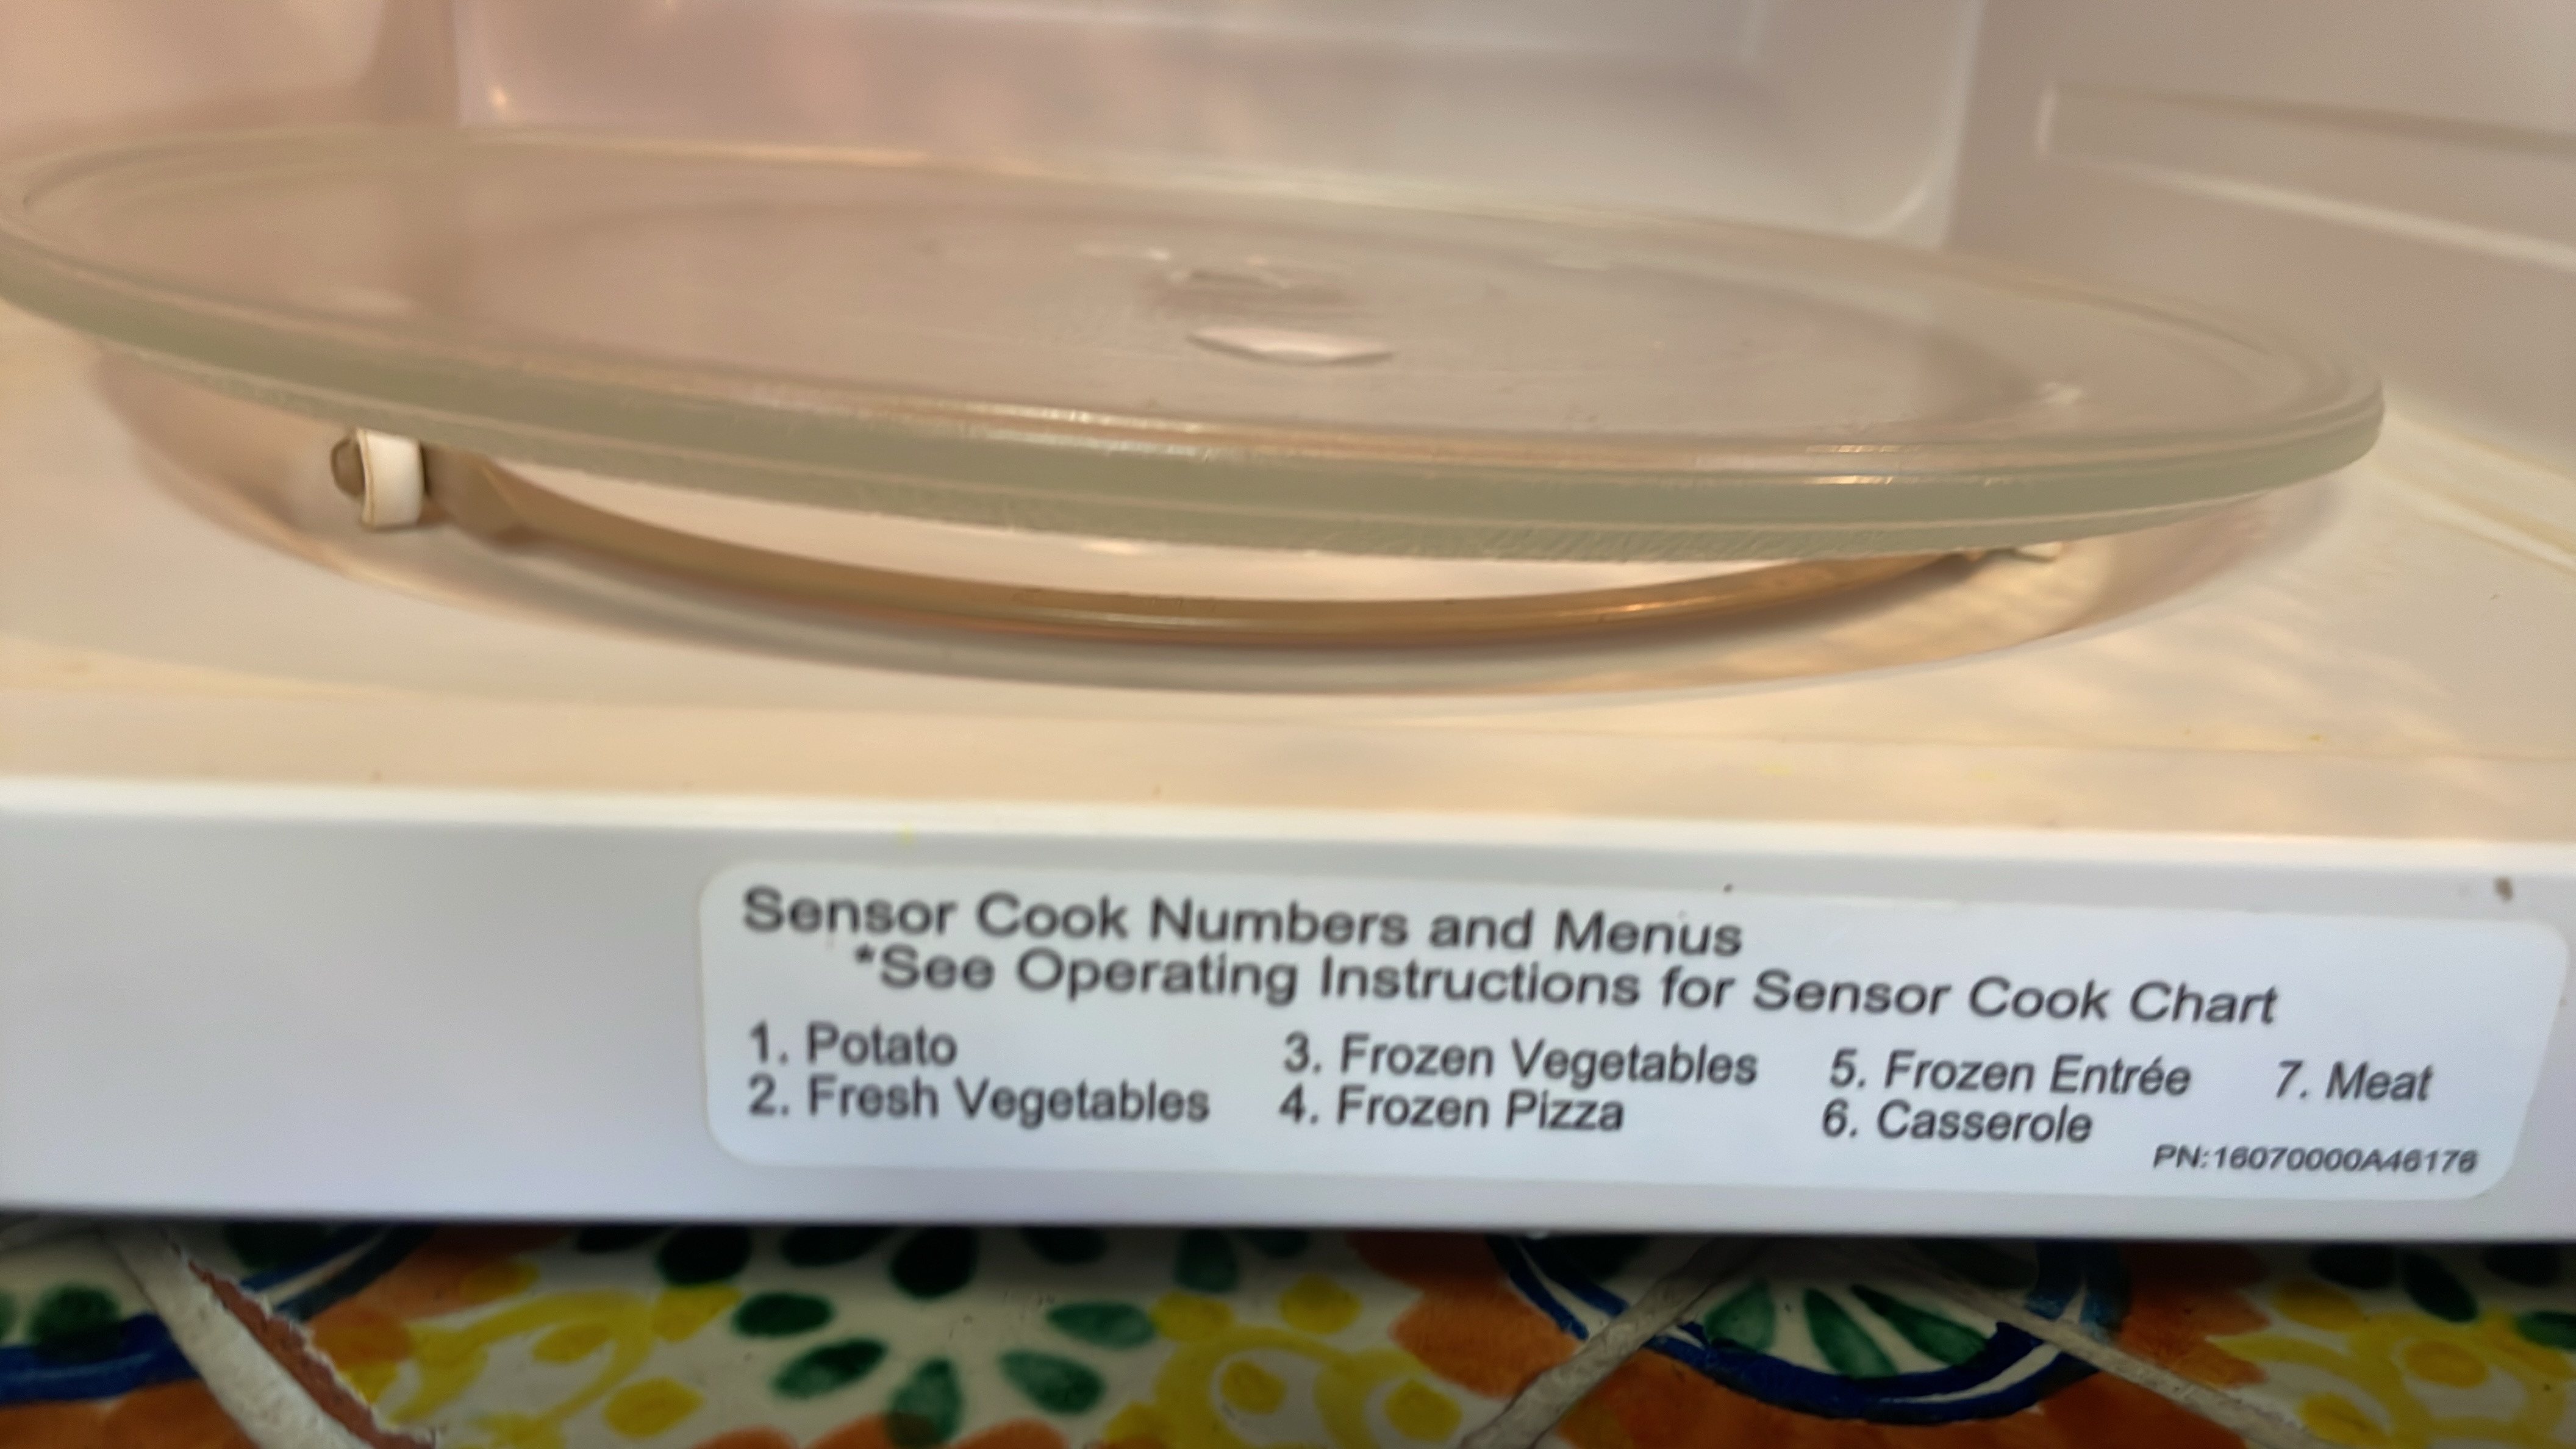 Sensor Cook Numbers and Menus
*See Operating Instructions for Sensor Cook Chart
1. Potato
2. Fresh Vegetables
3. Frozen Vegetables
4. Frozen Pizza
5. Frozen Entrée
6. Casserole
7. Meat
PN:16070000A46176